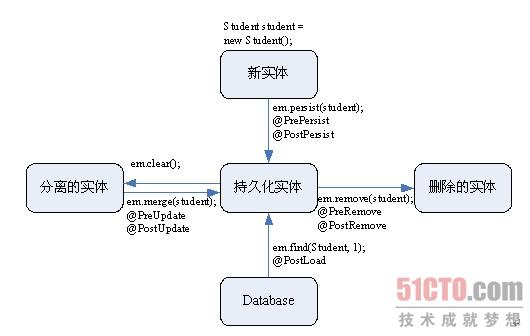 Student student =
new Student();
新实体
em.persist(student);
@PrePersist
@PostPersist
em.clear();
分离的实体
持久化实体
删除的实体
em.merge(student);
@PreUpdate
@PostUpdate
em.remove(student);
@PreRemove
@PostRemove
em.find(Student, 1);
@PostLoad
Database
51CTO.com
技术成就梦想